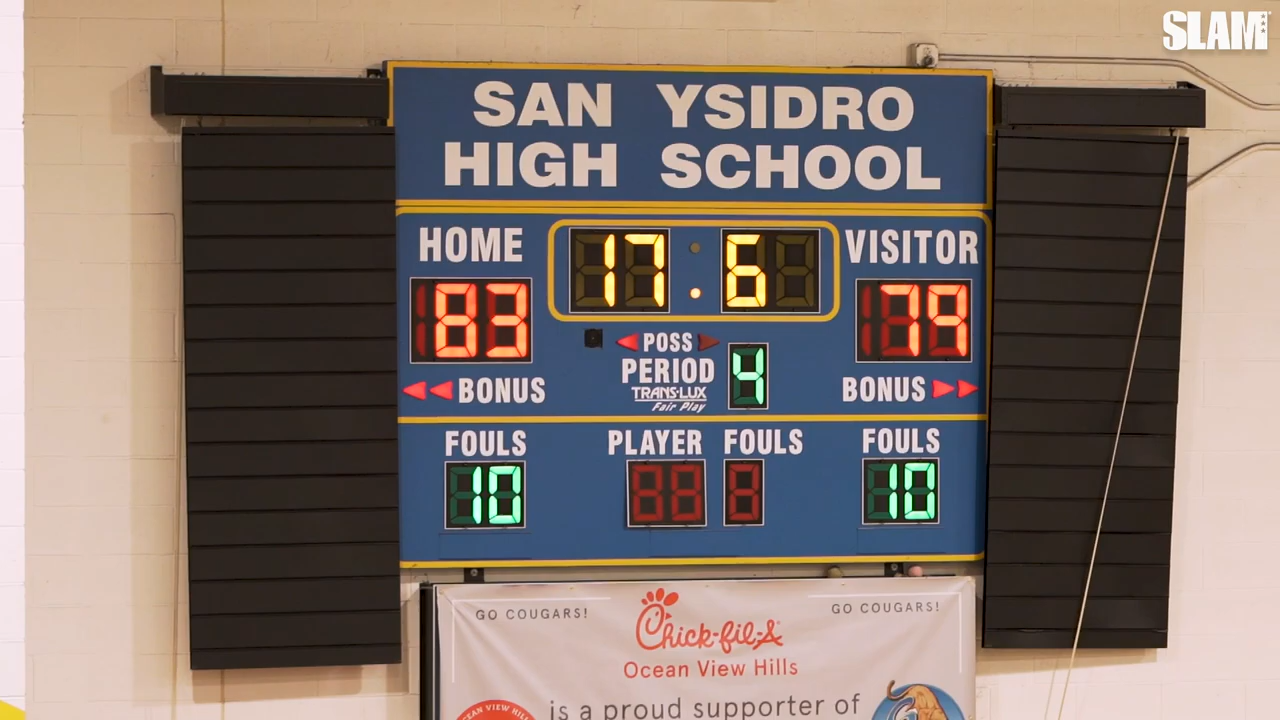 SLAM
SAN YSIDRO
HIGH SCHOOL
HOME
17.6
VISITOR
83
79
POSS
PERIOD
4
TRANS-LUX
Fair Play
BONUS
BONUS
FOULS
PLAYER FOULS
FOULS
10
10
GO COUGARS!
GO COUGARS!
Chick-fil-A
Ocean View Hills
is a proud supporter of